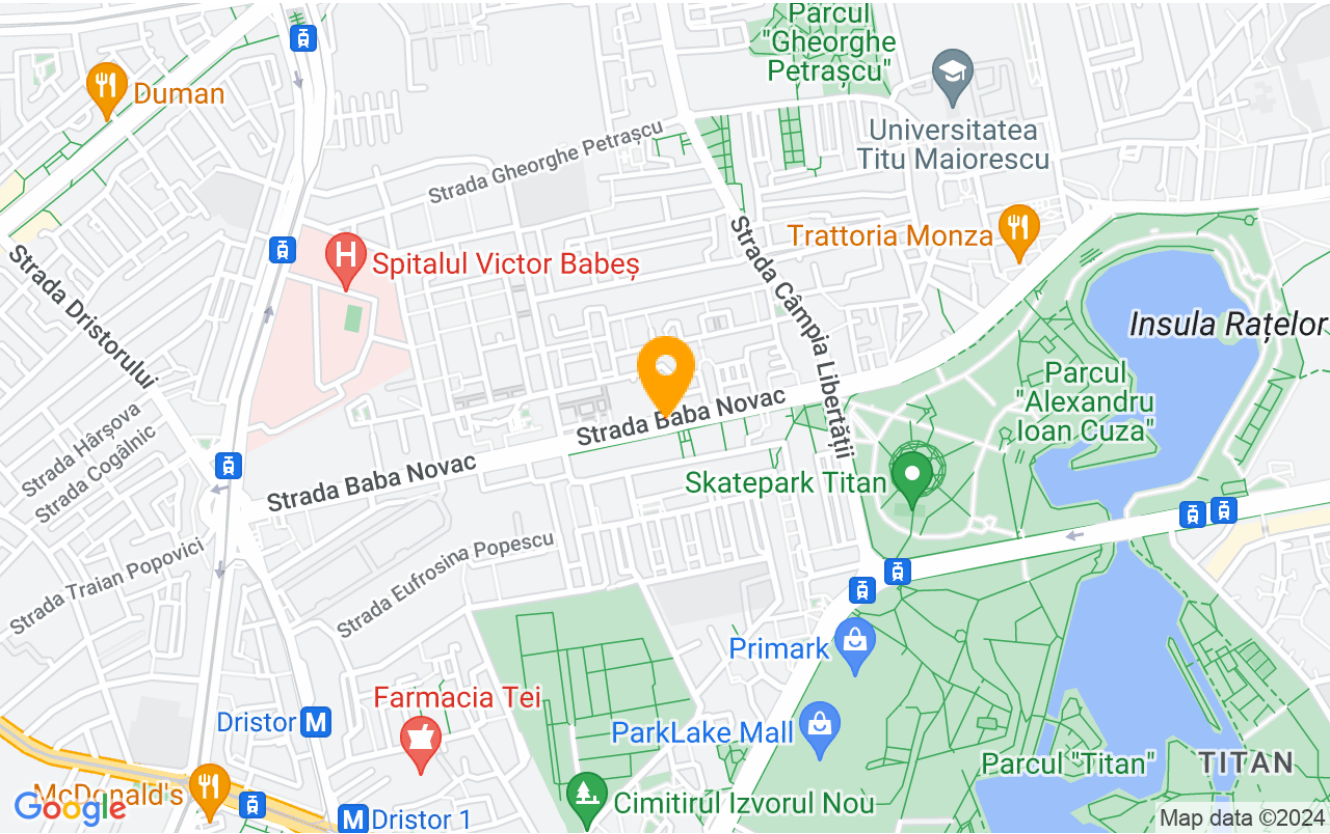 Parcul
"Gheorghe
Petrașcu"
Duman
Universitatea
Titu Maiorescu
Strada Gheorghe Petrașcu
Trattoria Monza
Strada Dristorului
Spitalul Victor Babeș
Strada Câmpia Libertății
Insula Rațelor
Parcul
"Alexandru
Ioan Cuza"
Strada Baba Novac
Strada Hârșova
Strada Cogâlnic
Strada Baba Novac
Skatepark Titan
Strada Traian Popovici
Strada Eufrosina Popescu
Primark
Farmacia Tei
Dristor M
ParkLake Mall
Parcul "Titan"
TITAN
McDonald's
Google
M Dristor 1
Cimitirul Izvorul Nou
Map data ©2024